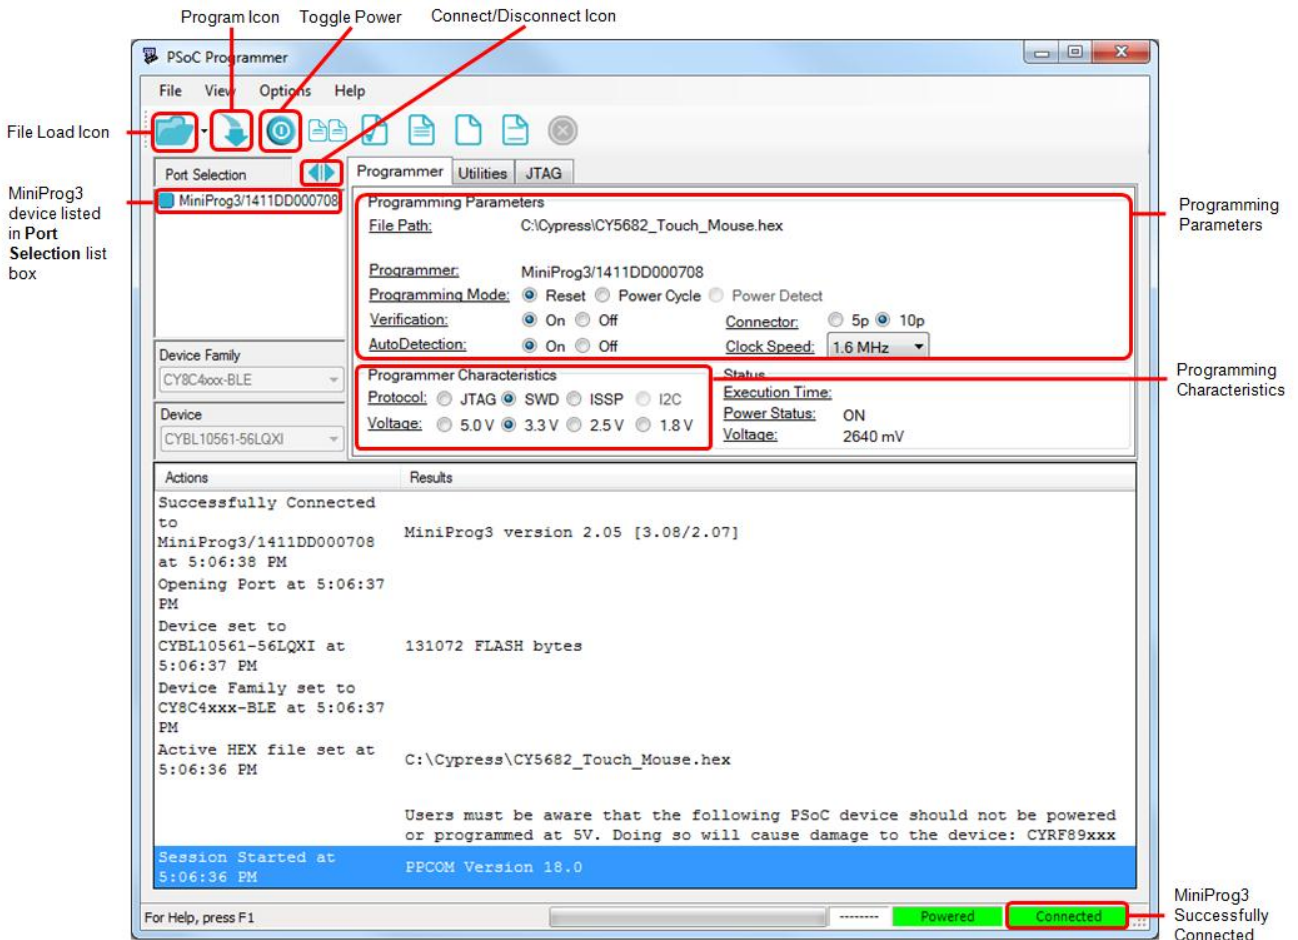 Program Icon Toggle Power Connect/Disconnect Icon
PSoC Programmer
File View Options Help
File Load Icon
Port Selection
Programmer Utilities JTAG
MiniProg3
device listed
in Port
Selection list
box
MiniProg3/1411DD000708
Programming Parameters
File Path: C:\Cypress\CY5682_Touch_Mouse.hex
Programmer: MiniProg3/1411DD000708
Programming Mode: Reset Power Cycle Power Detect
Verification: On Off Connector: 5p 10p
AutoDetection: On Off Clock Speed: 1.6 MHz
Programming
Parameters
Device Family
CY8C4xxx-BLE
Device
CYBL10561-56LQXI
Programmer Characteristics
Protocol: JTAG SWD ISSP I2C
Voltage: 5.0 V 3.3 V 2.5 V 1.8 V
Status
Execution Time:
Power Status: ON
Voltage: 2640 mV
Programming
Characteristics
Actions Results
Successfully Connected
to
MiniProg3/1411DD000708
at 5:06:38 PM
MiniProg3 version 2.05 [3.08/2.07]
Opening Port at 5:06:37
PM
Device set to
CYBL10561-56LQXI at
5:06:37 PM
131072 FLASH bytes
Device Family set to
CY8C4xxx-BLE at 5:06:37
PM
Active HEX file set at
5:06:36 PM
C:\Cypress\CY5682_Touch_Mouse.hex
Users must be aware that the following PSoC device should not be powered
or programmed at 5V. Doing so will cause damage to the device: CYRF89xxx
Session Started at
5:06:36 PM
PPCOM Version 18.0
For Help, press F1
-------- Powered Connected
MiniProg3
Successfully
Connected